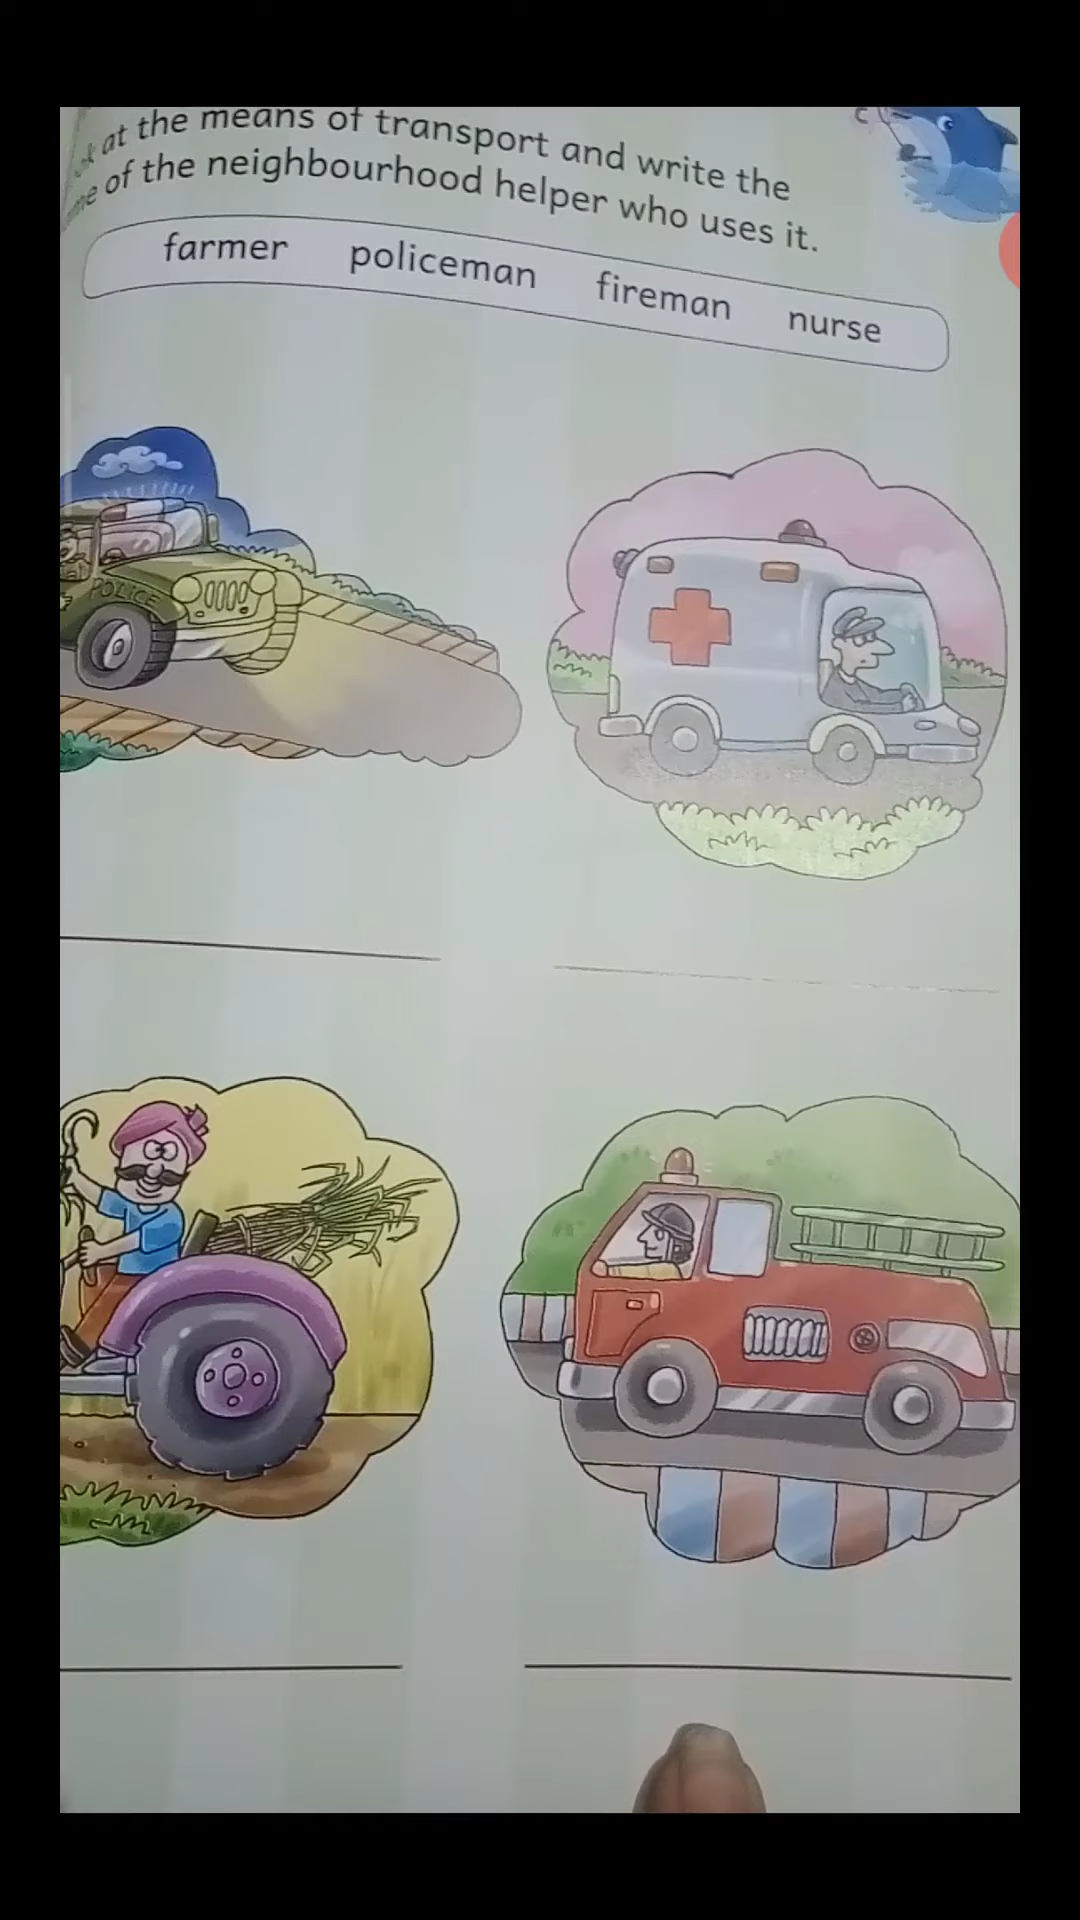 at the means of transport and write the
of the neighbourhood helper who uses it.
farmer policeman fireman nurse
POLICE